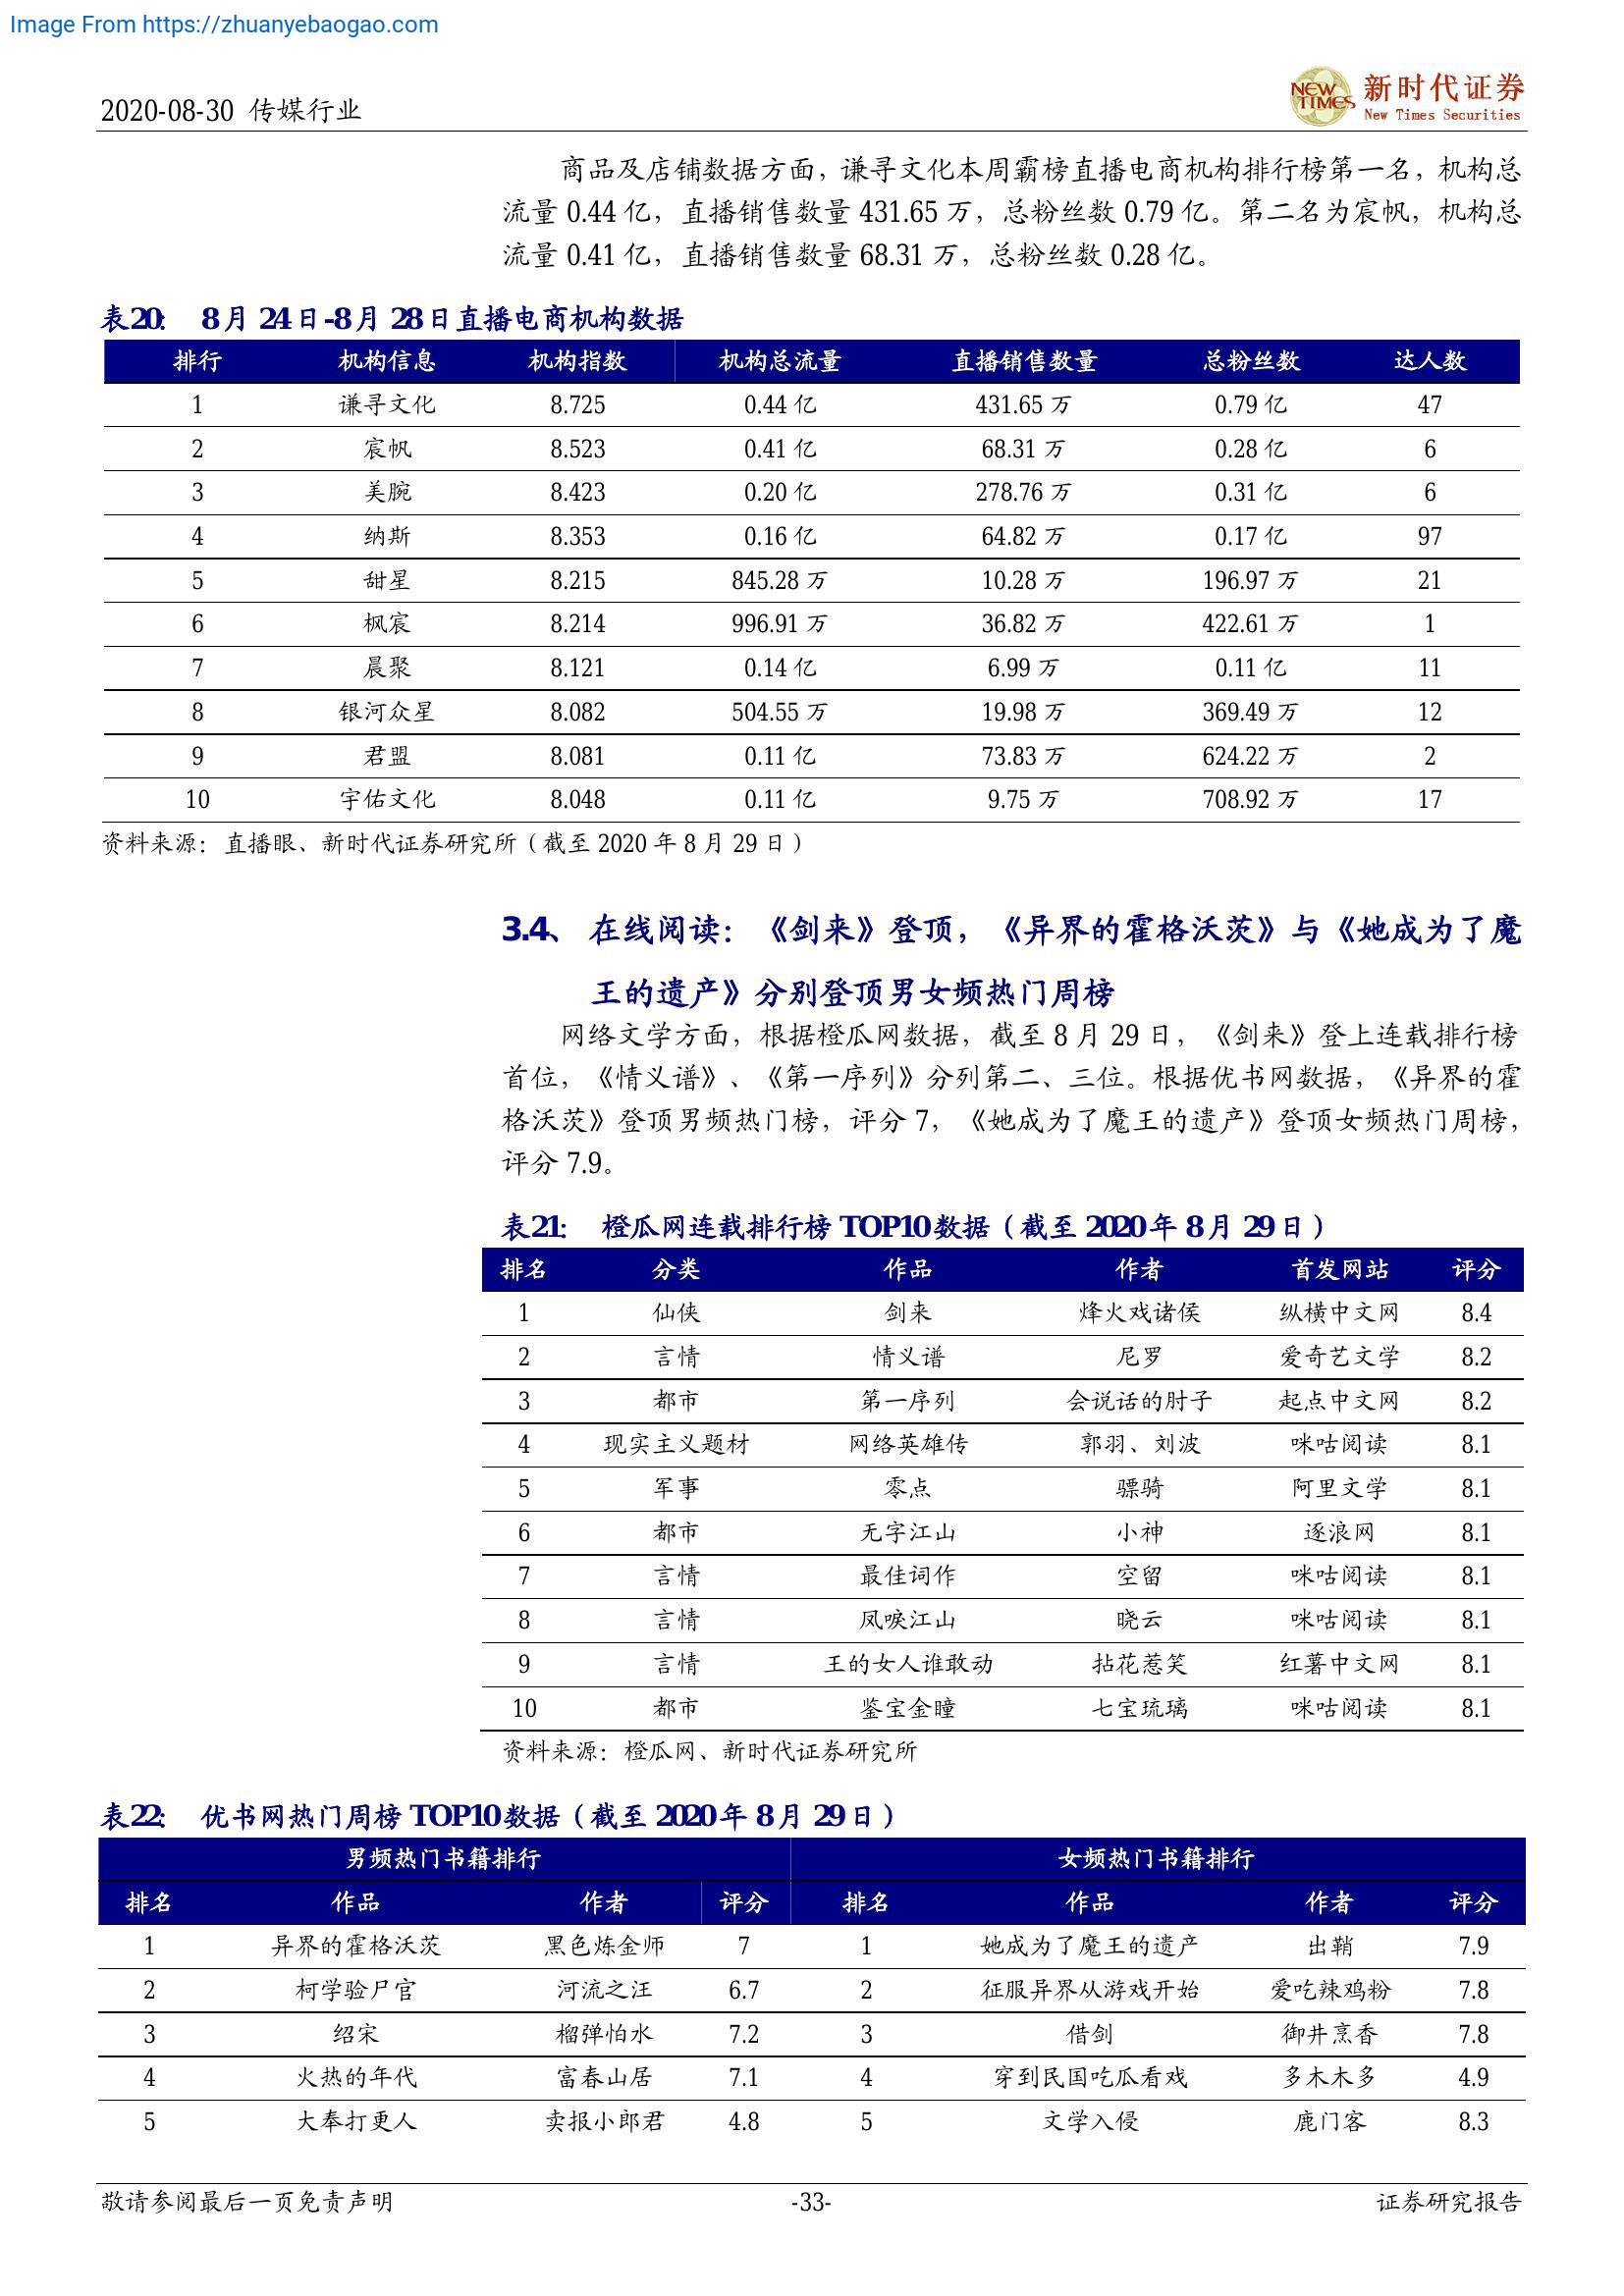 Image From https://zhuanyebaogao.com
2020-08-30 传媒行业
NEW TIMES 新时代证券
New Times Securities
商品及店铺数据方面，谦寻文化本周霸榜直播电商机构排行榜第一名，机构总
流量 0.44 亿，直播销售数量 431.65 万，总粉丝数 0.79 亿。第二名为宸帆，机构总
流量 0.41 亿，直播销售数量 68.31 万，总粉丝数 0.28 亿。
表20: 8月 24日-8月 28日直播电商机构数据
排行 机构信息 机构指数 机构总流量 直播销售数量 总粉丝数 达人数
1 谦寻文化 8.725 0.44 亿 431.65 万 0.79 亿 47
2 宸帆 8.523 0.41 亿 68.31 万 0.28 亿 6
3 美腕 8.423 0.20 亿 278.76 万 0.31 亿 6
4 纳斯 8.353 0.16 亿 64.82 万 0.17 亿 97
5 甜星 8.215 845.28 万 10.28 万 196.97 万 21
6 枫宸 8.214 996.91 万 36.82 万 422.61 万 1
7 晨聚 8.121 0.14 亿 6.99 万 0.11 亿 11
8 银河众星 8.082 504.55 万 19.98 万 369.49 万 12
9 君盟 8.081 0.11 亿 73.83 万 624.22 万 2
10 宇佑文化 8.048 0.11 亿 9.75 万 708.92 万 17
资料来源：直播眼、新时代证券研究所（截至 2020 年 8 月 29 日）
3.4、 在线阅读：《剑来》登顶，《异界的霍格沃茨》与《她成为了魔
王的遗产》分别登顶男女频热门周榜
网络文学方面，根据橙瓜网数据，截至 8 月 29 日，《剑来》登上连载排行榜
首位，《情义谱》、《第一序列》分列第二、三位。根据优书网数据，《异界的霍
格沃茨》登顶男频热门榜，评分 7，《她成为了魔王的遗产》登顶女频热门周榜，
评分 7.9。
表21: 橙瓜网连载排行榜 TOP10数据（截至 2020年 8月 29日）
排名 分类 作品 作者 首发网站 评分
1 仙侠 剑来 烽火戏诸侯 纵横中文网 8.4
2 言情 情义谱 尼罗 爱奇艺文学 8.2
3 都市 第一序列 会说话的肘子 起点中文网 8.2
4 现实主义题材 网络英雄传 郭羽、刘波 咪咕阅读 8.1
5 军事 零点 骠骑 阿里文学 8.1
6 都市 无字江山 小神 逐浪网 8.1
7 言情 最佳词作 空留 咪咕阅读 8.1
8 言情 凤唳江山 晓云 咪咕阅读 8.1
9 言情 王的女人谁敢动 拈花惹笑 红薯中文网 8.1
10 都市 鉴宝金瞳 七宝琉璃 咪咕阅读 8.1
资料来源：橙瓜网、新时代证券研究所
表22: 优书网热门周榜 TOP10数据（截至 2020年 8月 29日）
男频热门书籍排行 女频热门书籍排行
排名 作品 作者 评分 排名 作品 作者 评分
1 异界的霍格沃茨 黑色炼金师 7 1 她成为了魔王的遗产 出鞘 7.9
2 柯学验尸官 河流之汪 6.7 2 征服异界从游戏开始 爱吃辣鸡粉 7.8
3 绍宋 榴弹怕水 7.2 3 借剑 御井烹香 7.8
4 火热的年代 富春山居 7.1 4 穿到民国吃瓜看戏 多木木多 4.9
5 大奉打更人 卖报小郎君 4.8 5 文学入侵 鹿门客 8.3
敬请参阅最后一页免责声明 -33- 证券研究报告